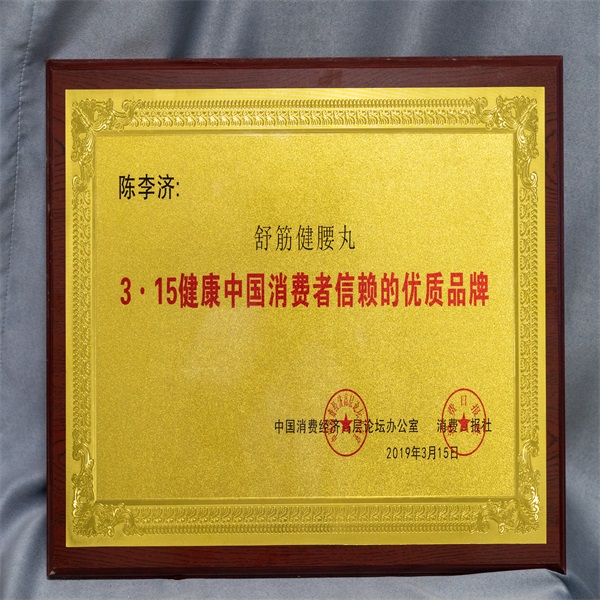 陈李济:
舒筋健腰丸
3·15健康中国消费者信赖的优质品牌
中国消费经济高层论坛办公室 消费日报社
2019年3月15日